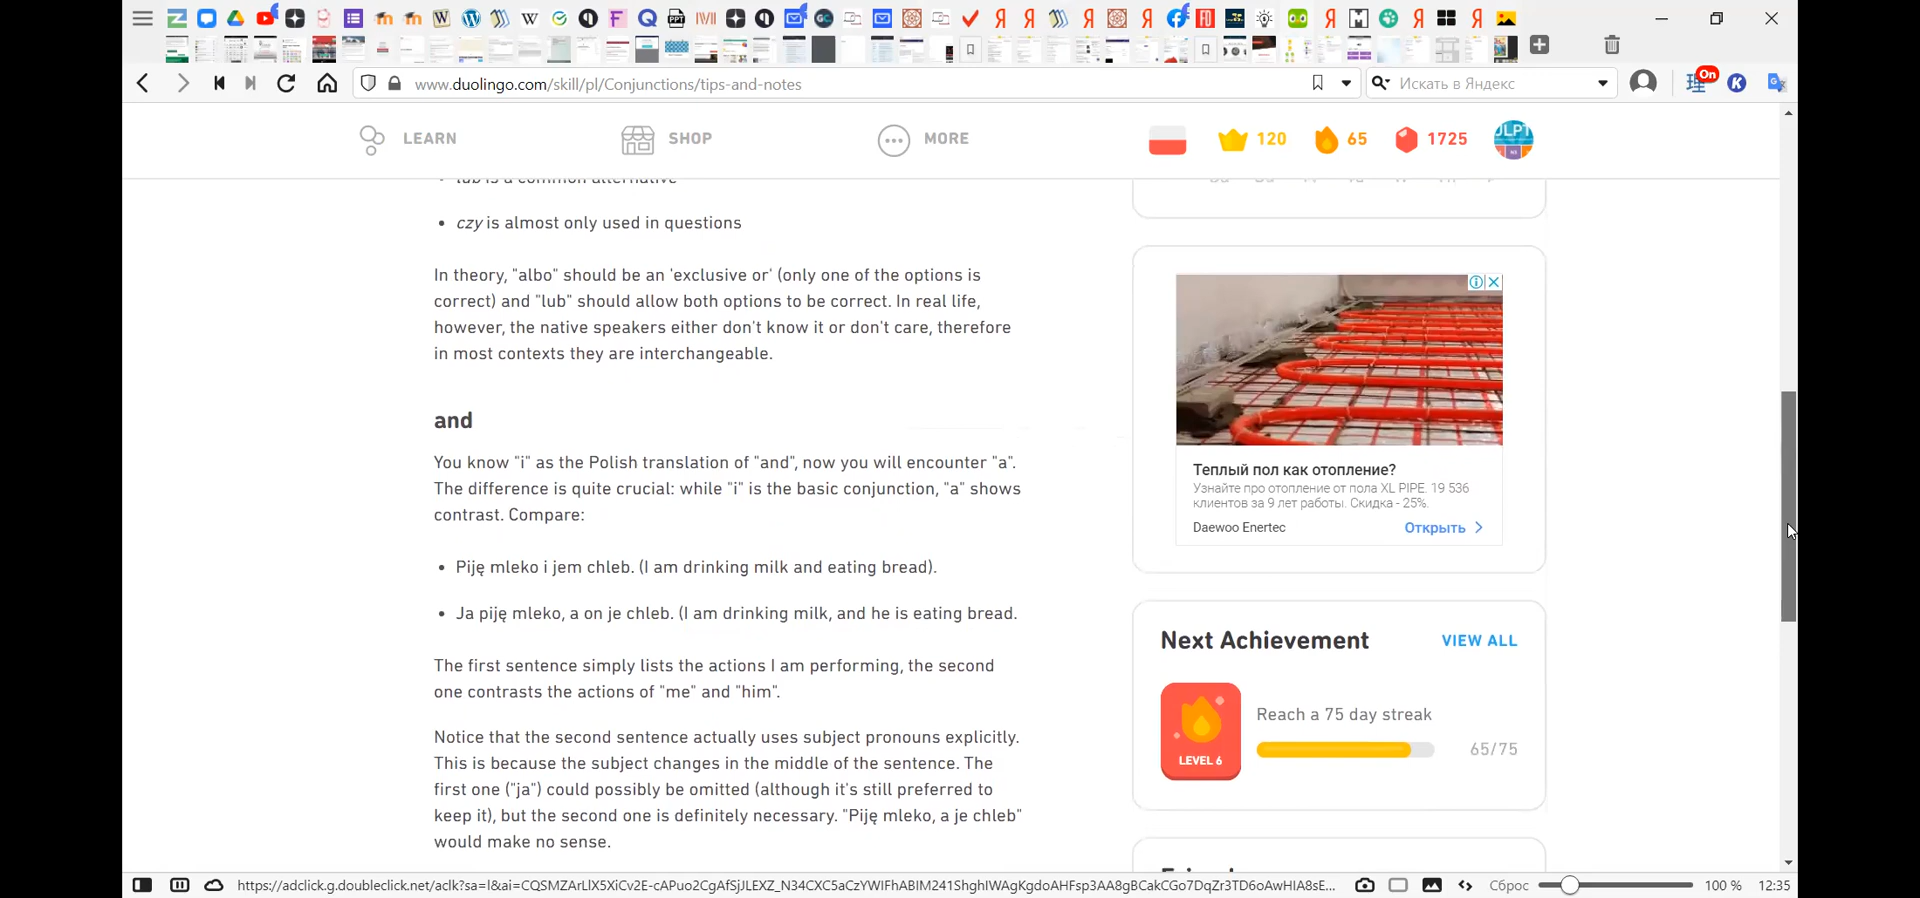 www.duolingo.com/skill/pl/Conjunctions/tips-and-notes
Искать в Яндекс
On
LEARN
SHOP
MORE
120
65
1725
JLPT
lub is a common alternative
• czy is almost only used in questions
In theory, "albo" should be an 'exclusive or' (only one of the options is
correct) and "lub" should allow both options to be correct. In real life,
however, the native speakers either don't know it or don't care, therefore
in most contexts they are interchangeable.
and
You know "i" as the Polish translation of "and", now you will encounter "a".
The difference is quite crucial: while "i" is the basic conjunction, "a" shows
contrast. Compare:
• Piję mleko i jem chleb. (I am drinking milk and eating bread).
• Ja piję mleko, a on je chleb. (I am drinking milk, and he is eating bread.
The first sentence simply lists the actions I am performing, the second
one contrasts the actions of "me" and "him".
Notice that the second sentence actually uses subject pronouns explicitly.
This is because the subject changes in the middle of the sentence. The
first one ("ja") could possibly be omitted (although it's still preferred to
keep it), but the second one is definitely necessary. "Piję mleko, a je chleb"
would make no sense.
Теплый пол как отопление?
Узнайте про отопление от пола XL PIPE. 19 536
клиентов за 9 лет работы. Скидка - 25%.
Daewoo Enertec
Открыть
Next Achievement
VIEW ALL
Reach a 75 day streak
65/75
LEVEL 6
Сброс
100 %
12:35